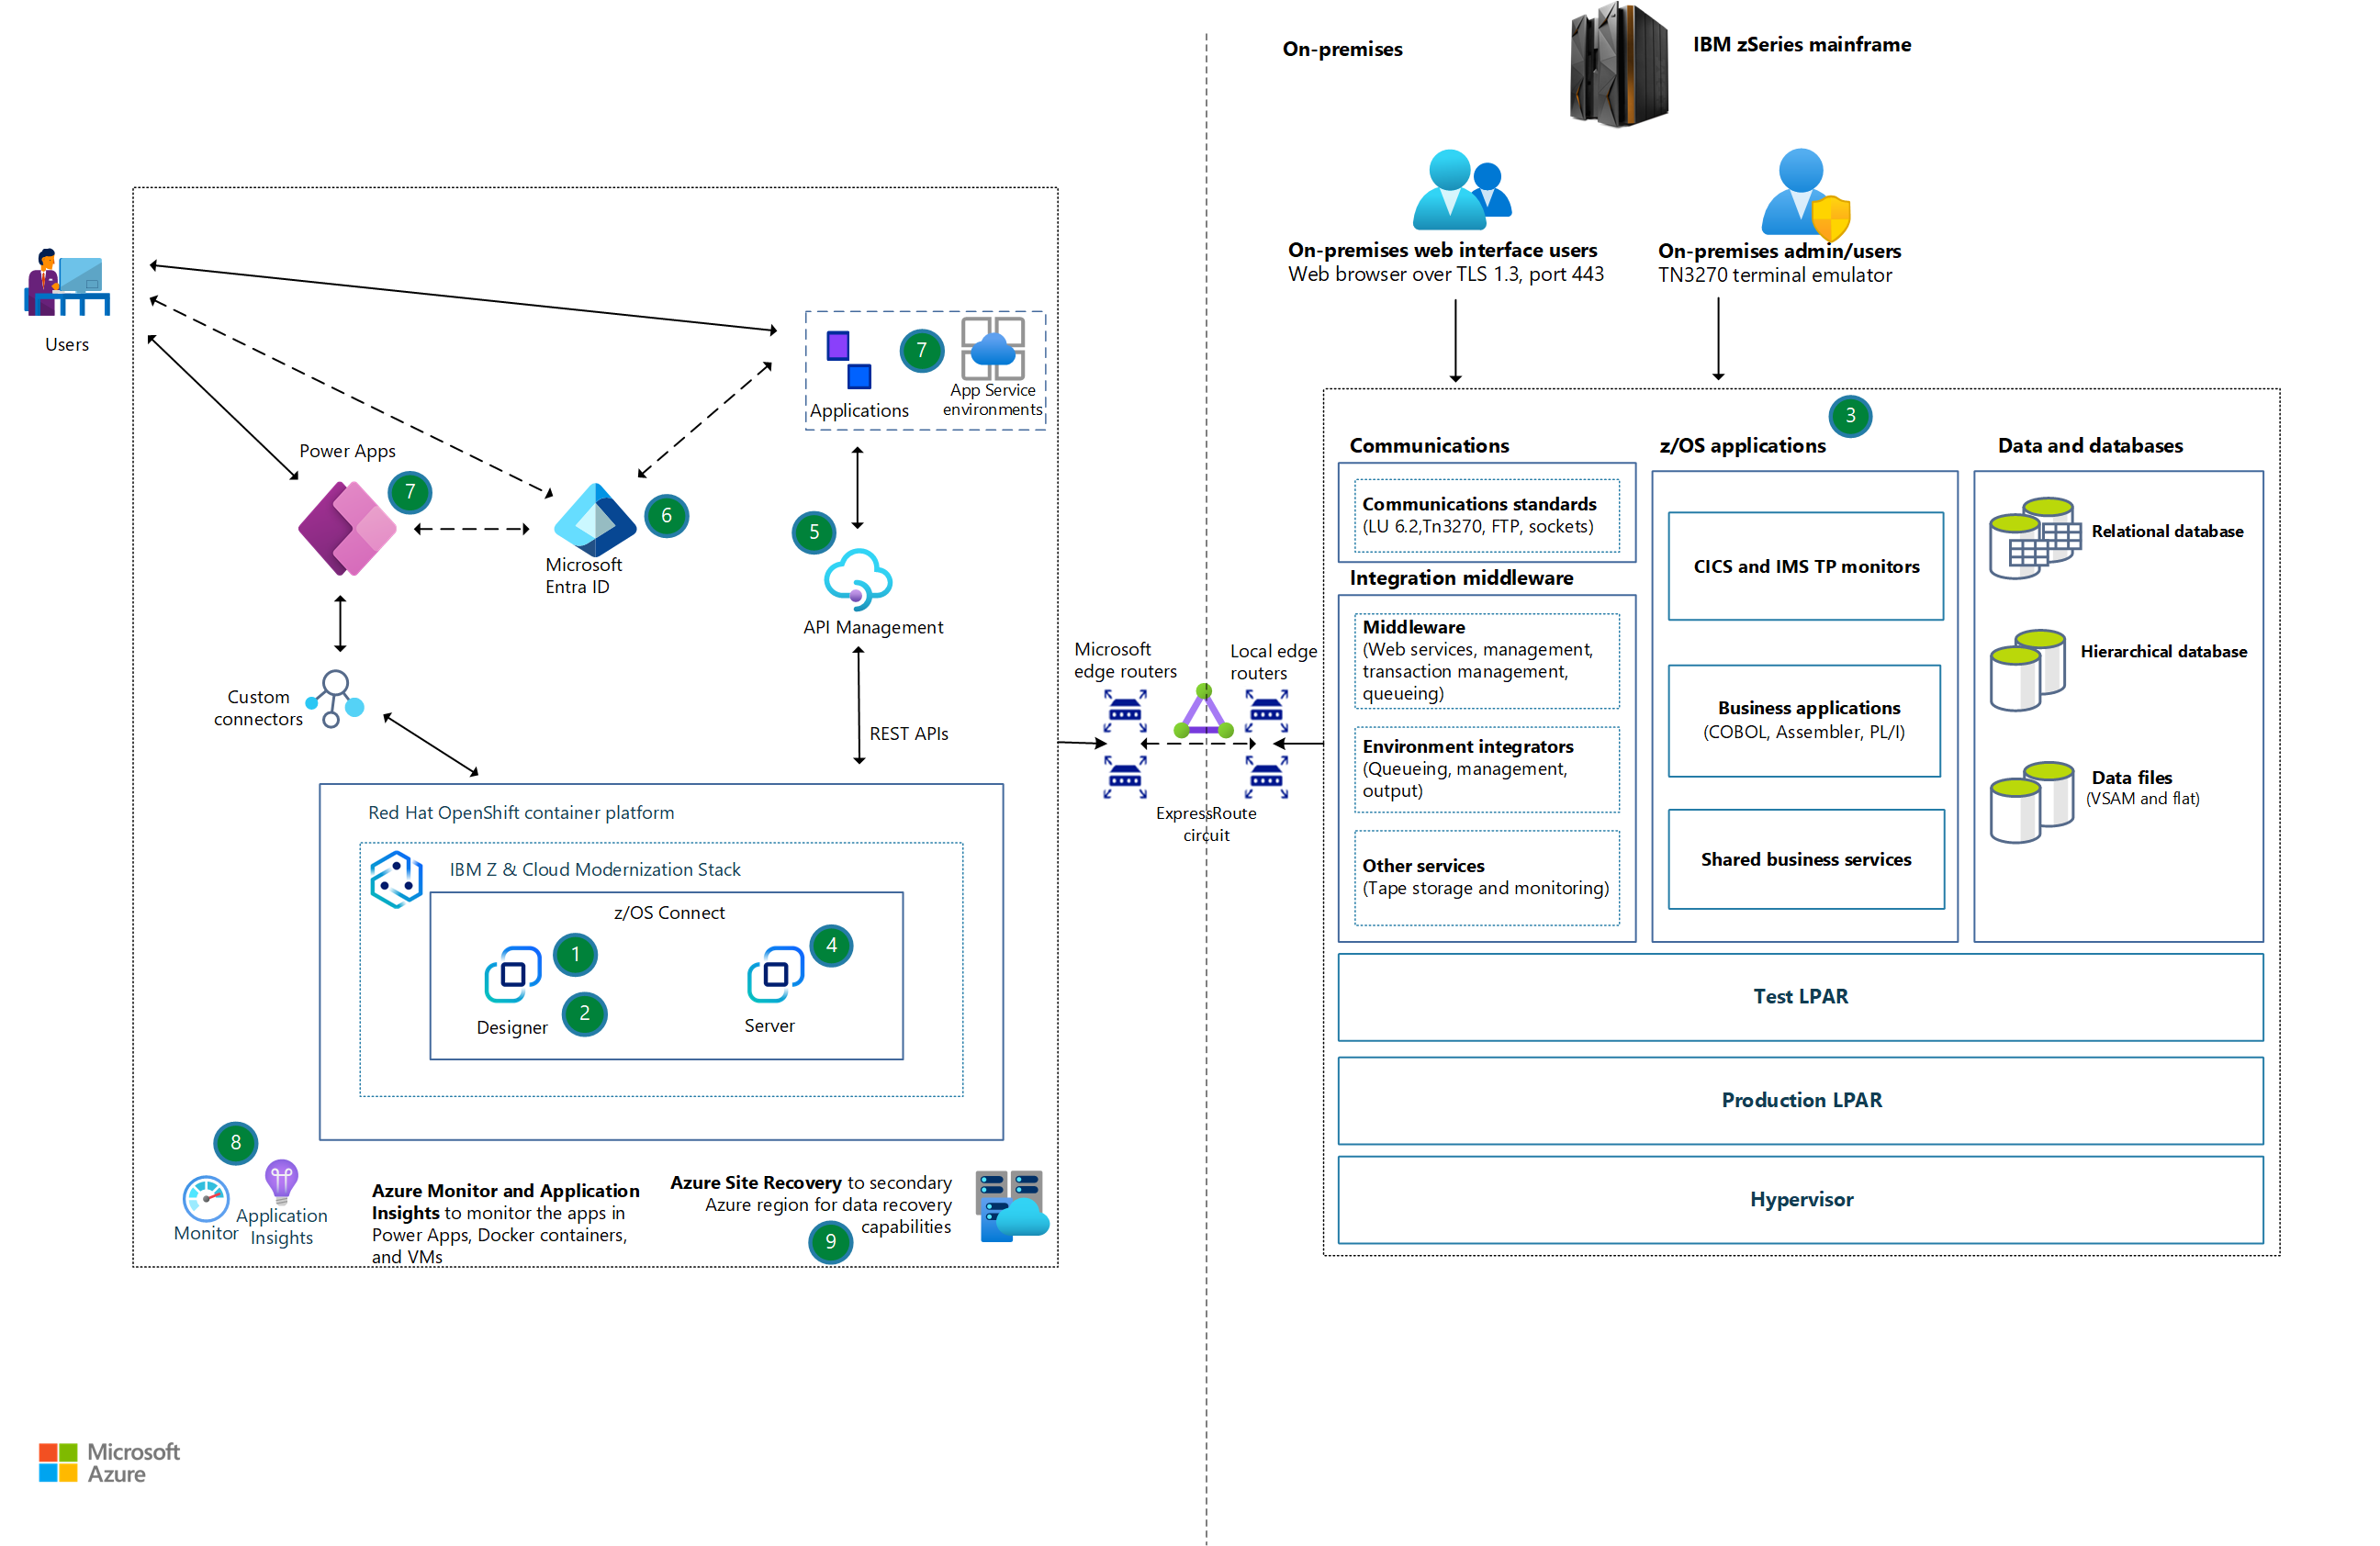 On-premises
IBM zSeries mainframe
On-premises web interface users
Web browser over TLS 1.3, port 443
On-premises admin/users
TN3270 terminal emulator
Users
Applications
7
App Service
environments
Power Apps
7
Microsoft
Entra ID
6
5
API Management
Custom
connectors
REST APIs
Red Hat OpenShift container platform
IBM Z & Cloud Modernization Stack
z/OS Connect
1
2
Designer
4
Server
8
Monitor
Application
Insights
Azure Monitor and Application
Insights to monitor the apps in
Power Apps, Docker containers,
and VMs
Azure Site Recovery to secondary
Azure region for data recovery
capabilities
9
Microsoft
edge routers
Local edge
routers
ExpressRoute
circuit
3
Communications
Communications standards
(LU 6.2,Tn3270, FTP, sockets)
Integration middleware
Middleware
(Web services, management,
transaction management,
queueing)
Environment integrators
(Queueing, management,
output)
Other services
(Tape storage and monitoring)
z/OS applications
CICS and IMS TP monitors
Business applications
(COBOL, Assembler, PL/I)
Shared business services
Data and databases
Relational database
Hierarchical database
Data files
(VSAM and flat)
Test LPAR
Production LPAR
Hypervisor
Microsoft
Azure